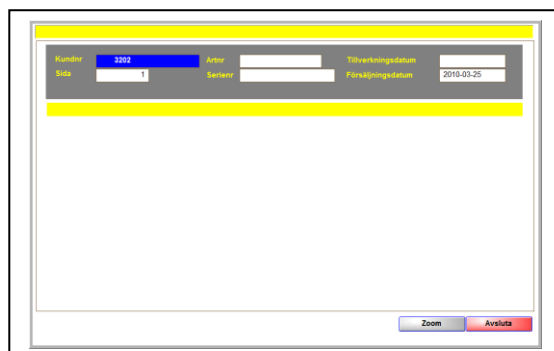 Kundnr 3202 Artnr Tillverkningsdatum
Sida 1 Serienr Försäljningsdatum 2010-03-25
Zoom Avsluta